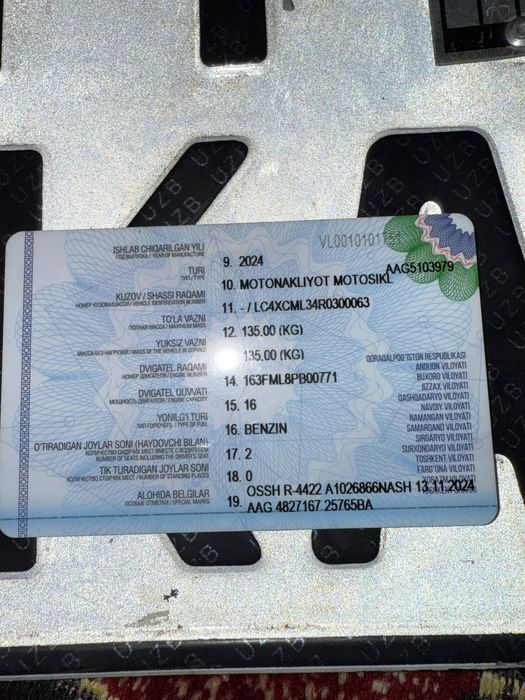 VL0010101
ISHLAB CHIQARILGAN YILI
ГОД ВЫПУСКА / YEAR OF MANUFACTURE
9. 2024
AAG5103979
TURI
ТИП / TYPE
10. MOTONAKLIYOT MOTOSIKL
KUZOV / SHASSI RAQAMI
НОМЕР КУЗОВА/ШАССИ / VEHICLE IDENTIFICATION NUMBER
11. - / LC4XCML34R0300063
TO'LA VAZNI
ПОЛНАЯ МАССА / MAXIMUM MASS
12. 135.00 (KG)
YUKSIZ VAZNI
МАССА БЕЗ НАГРУЗКИ / MASS OF THE VEHICLE IN SERVICE
135.00 (KG)
DVIGATEL RAQAMI
НОМЕР ДВИГАТЕЛЯ / ENGINE NUMBER
14. 163FML8PB00771
DVIGATEL QUVVATI
МОЩНОСТЬ ДВИГАТЕЛЯ / ENGINE CAPACITY
15. 16
YONILG'I TURI
ТИП ГОРЮЧЕГО / TYPE OF FUEL
16. BENZIN
O'TIRADIGAN JOYLAR SONI (HAYDOVCHI BILAN)
КОЛИЧЕСТВО СИДЯЧИХ МЕСТ ВМЕСТЕ С ВОДИТЕЛЕМ
NUMBER OF SEATS INCLUDING THE DRIVER'S SEAT
17. 2
TIK TURADIGAN JOYLAR SONI
КОЛИЧЕСТВО СТОЯЧИХ МЕСТ / NUMBER OF STANDING PLACES
18. 0
ALOHIDA BELGILAR
ОСОБЫЕ ОТМЕТКИ / SPECIAL MARKS
19. OSSH R-4422 A1026866NASH 13.11.2024
AAG 4827167 25765BA
QORAQALPOG'ISTON RESPUBLIKASI
ANDIJON VILOYATI
BUXORO VILOYATI
JIZZAX VILOYATI
QASHQADARYO VILOYATI
NAVOIY VILOYATI
NAMANGAN VILOYATI
SAMARQAND VILOYATI
SIRDARYO VILOYATI
SURXONDARYO VILOYATI
TOSHKENT VILOYATI
FARG'ONA VILOYATI
XORAZM VILOYATI
KA
UZB